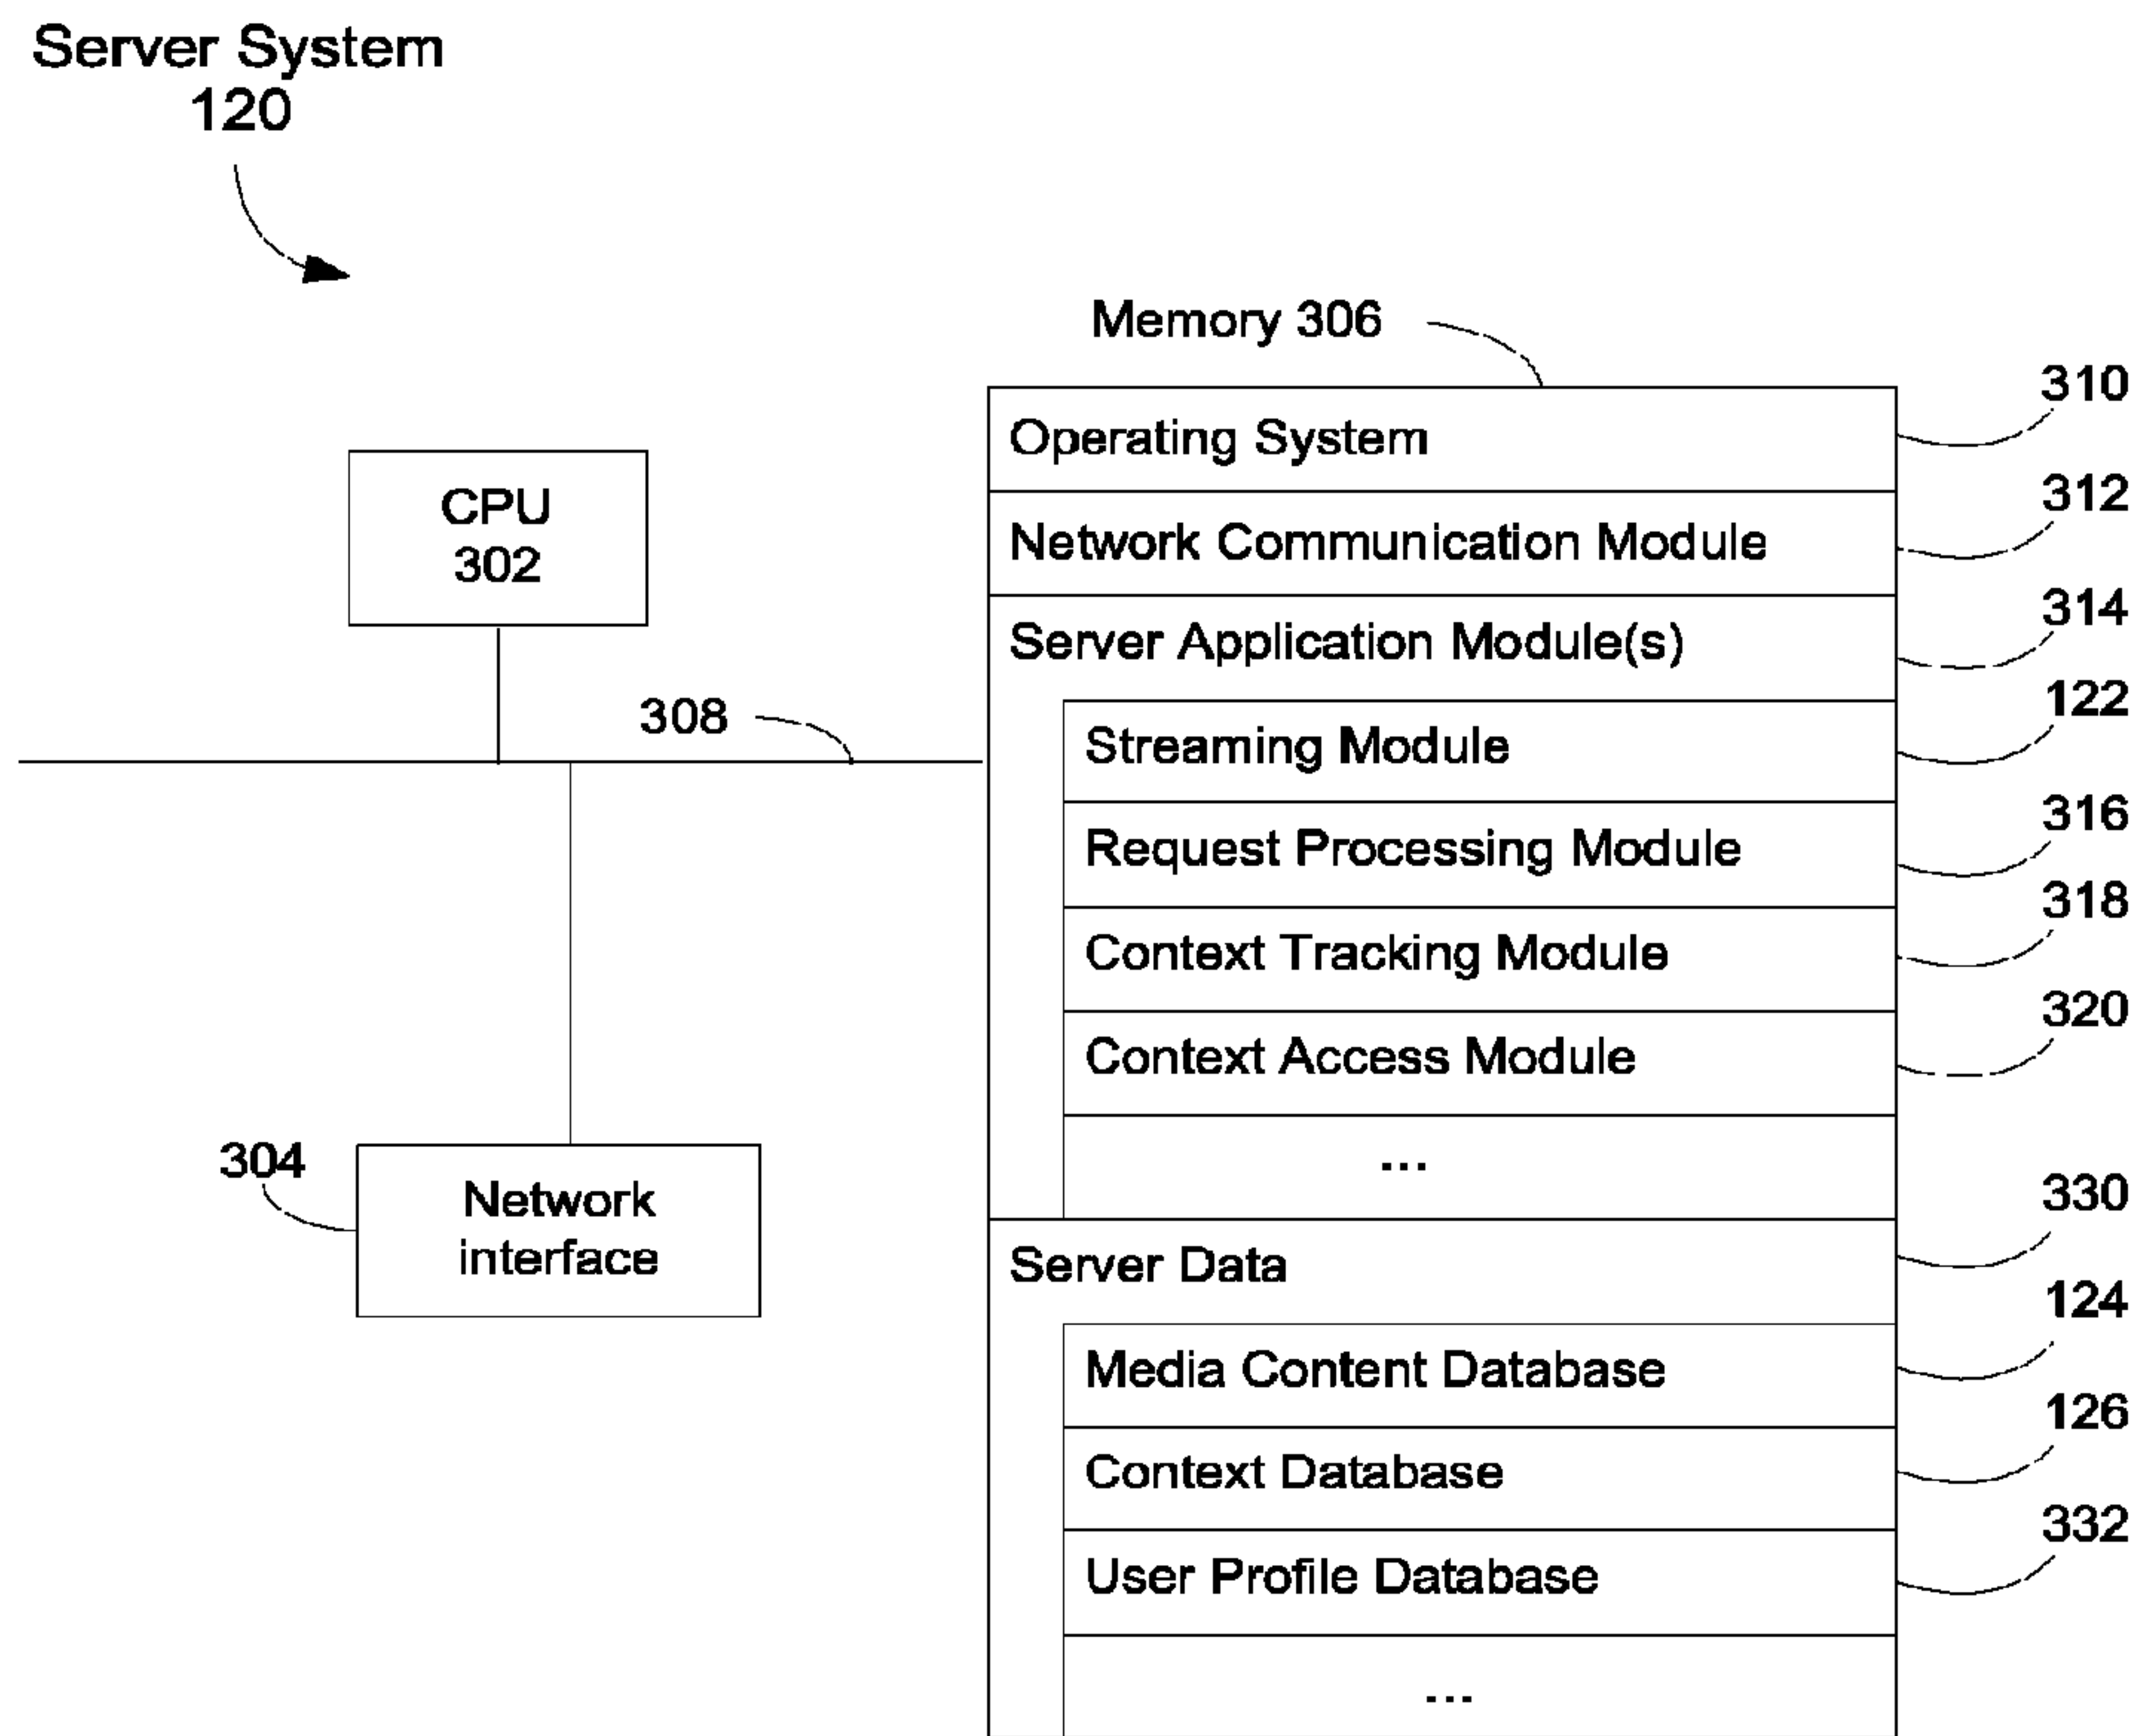 Server System
120
Memory 306
310
Operating System
312
CPU
302
Network Communication Module
314
Server Application Module(s)
122
308
Streaming Module
316
Request Processing Module
318
Context Tracking Module
320
Context Access Module
...
304
Network
interface
330
Server Data
124
Media Content Database
126
Context Database
332
User Profile Database
...